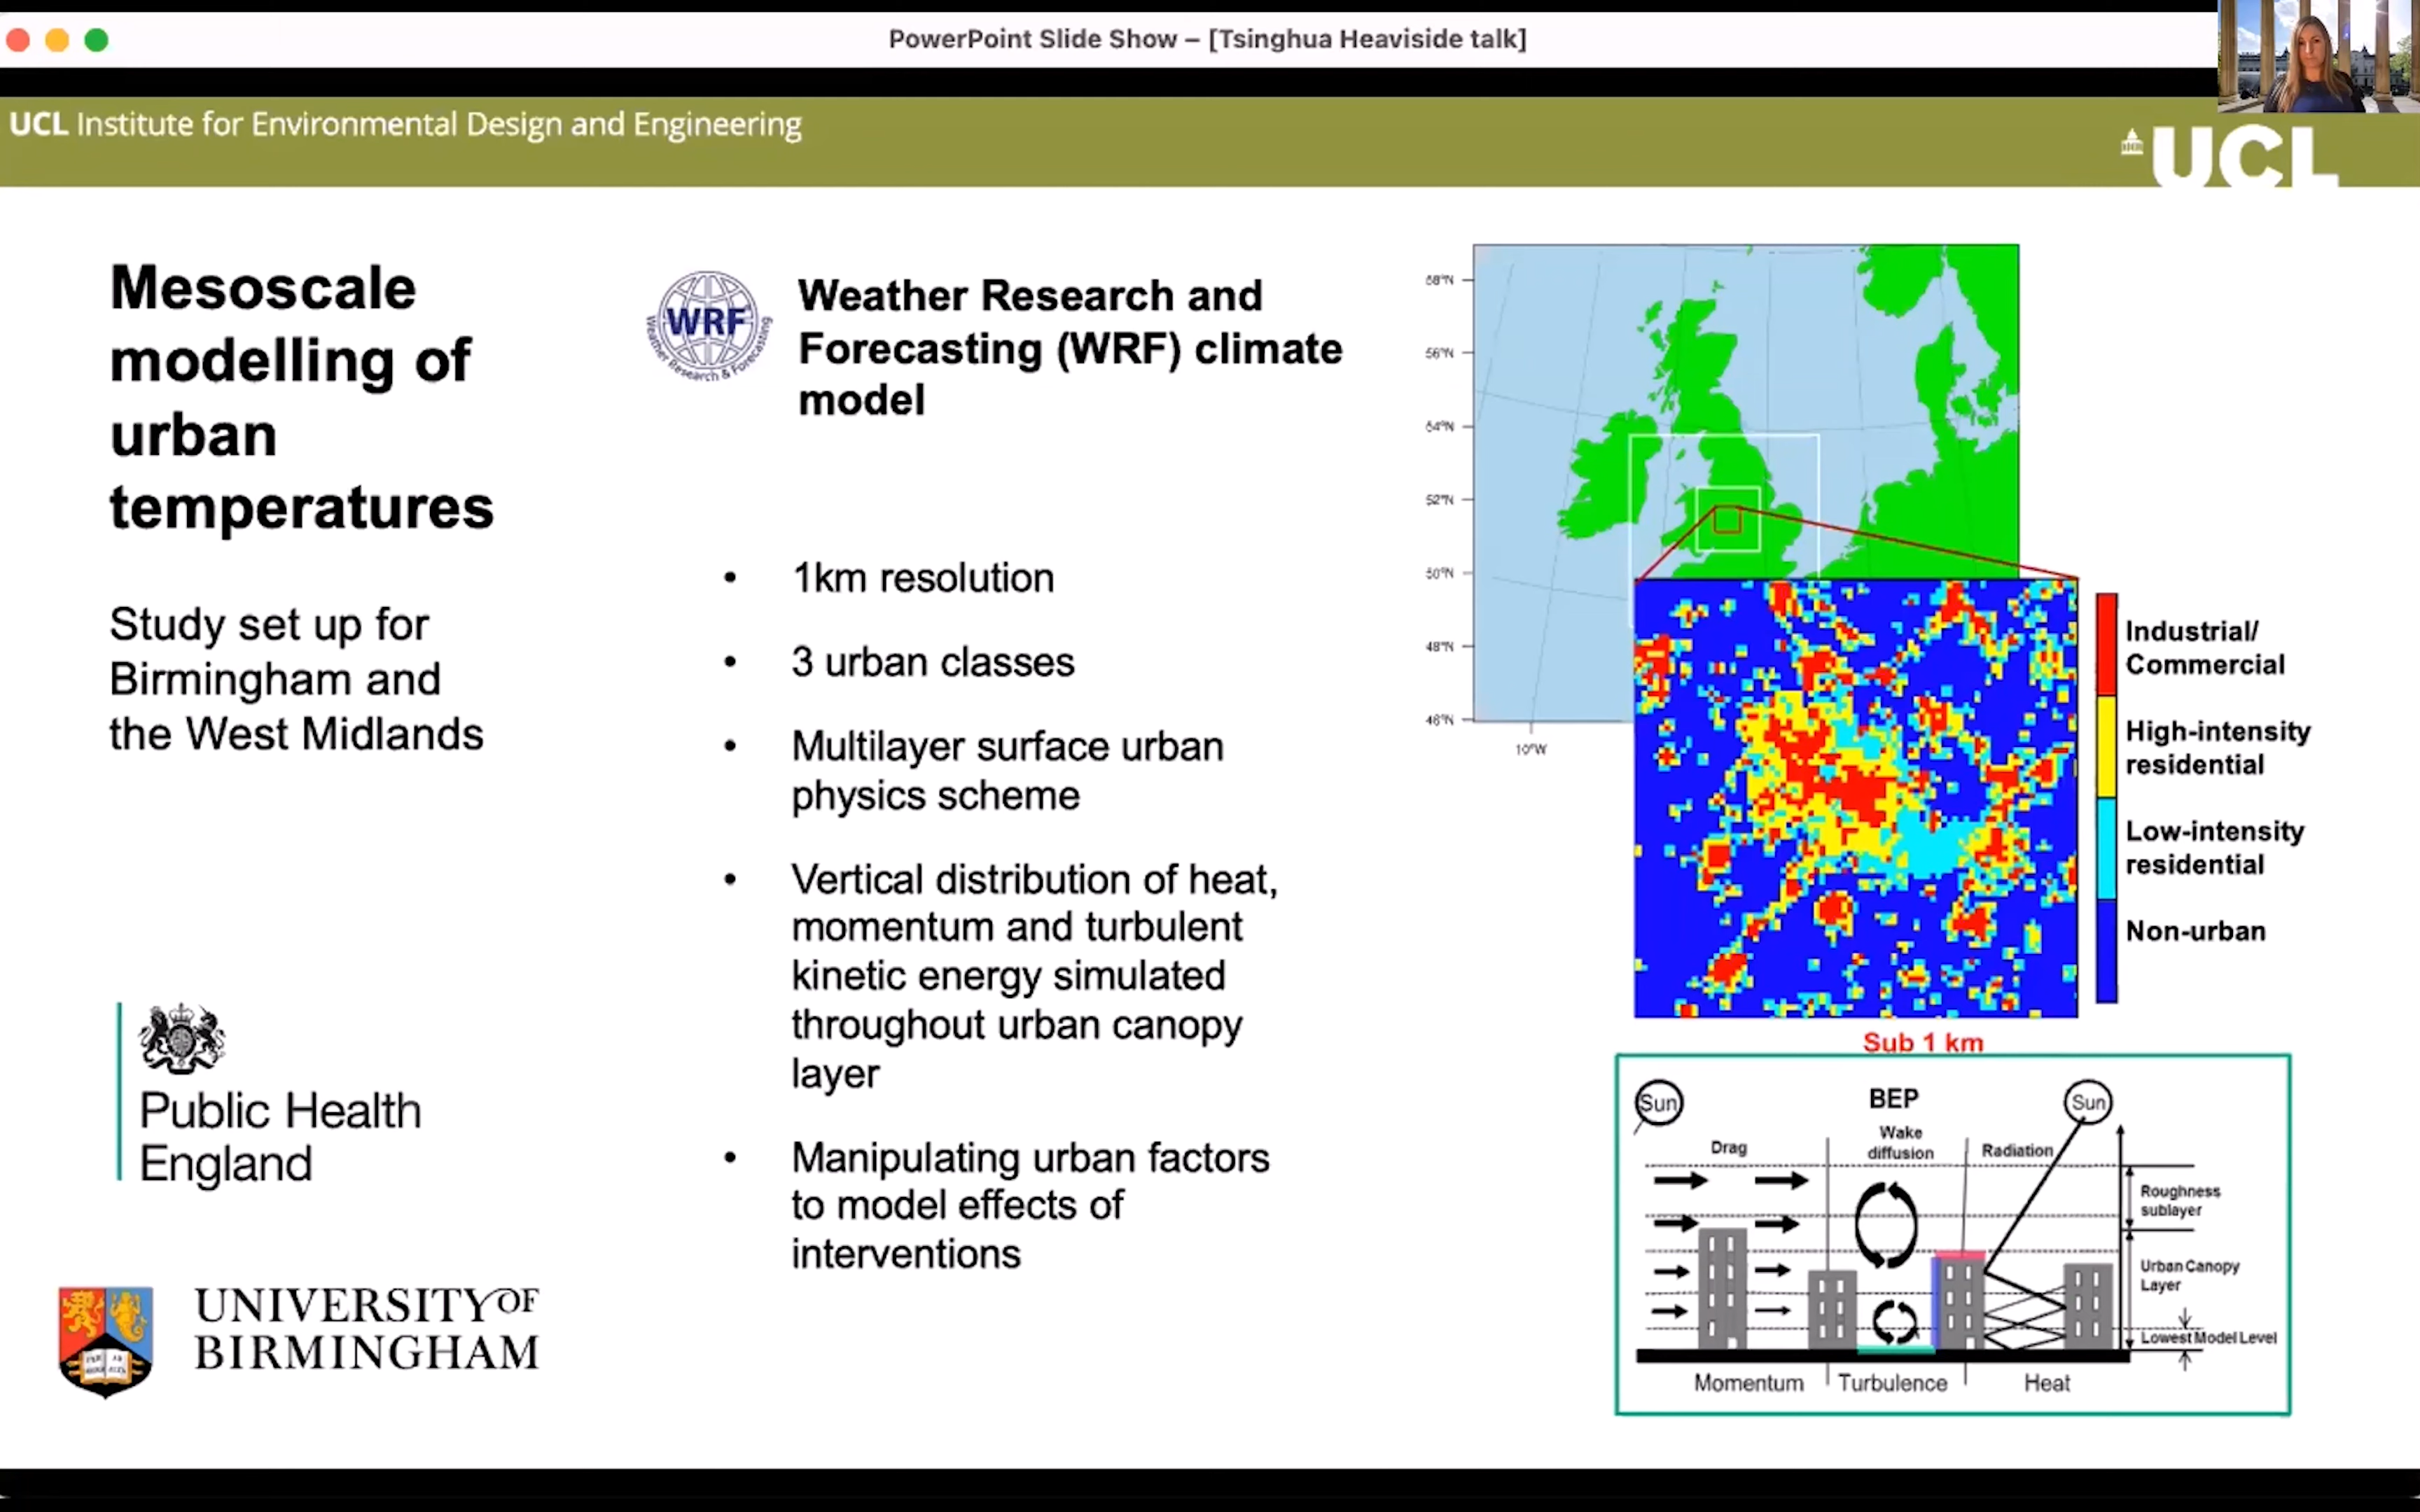 PowerPoint Slide Show – [Tsinghua Heaviside talk]
UCL Institute for Environmental Design and Engineering
UCL
Mesoscale
modelling of
urban
temperatures
Study set up for
Birmingham and
the West Midlands
Public Health
England
UNIVERSITY OF
BIRMINGHAM
WRF
Weather Research & Forecasting
Weather Research and
Forecasting (WRF) climate
model
• 1km resolution
• 3 urban classes
• Multilayer surface urban
physics scheme
• Vertical distribution of heat,
momentum and turbulent
kinetic energy simulated
throughout urban canopy
layer
• Manipulating urban factors
to model effects of
interventions
58°N
56°N
54°N
52°N
50°N
48°N
46°N
10°W
Industrial/
Commercial
High-intensity
residential
Low-intensity
residential
Non-urban
Sub 1 km
Sun
BEP
Sun
Drag
Wake
diffusion
Radiation
Roughness
sublayer
Urban Canopy
Layer
Lowest Model Level
Momentum
Turbulence
Heat